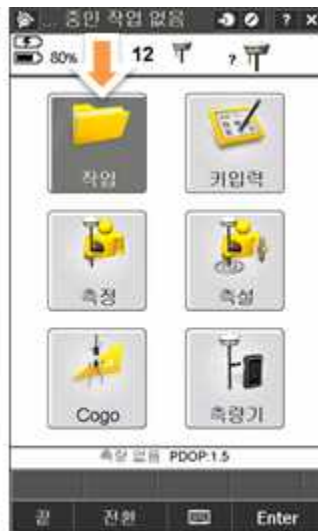 ... 중인 작업 없음 ? ×
80% 12 ?
작업 키입력
측정 측설
Cogo 측량기
측량 없음 PDOP:1.5
끝 전환 Enter